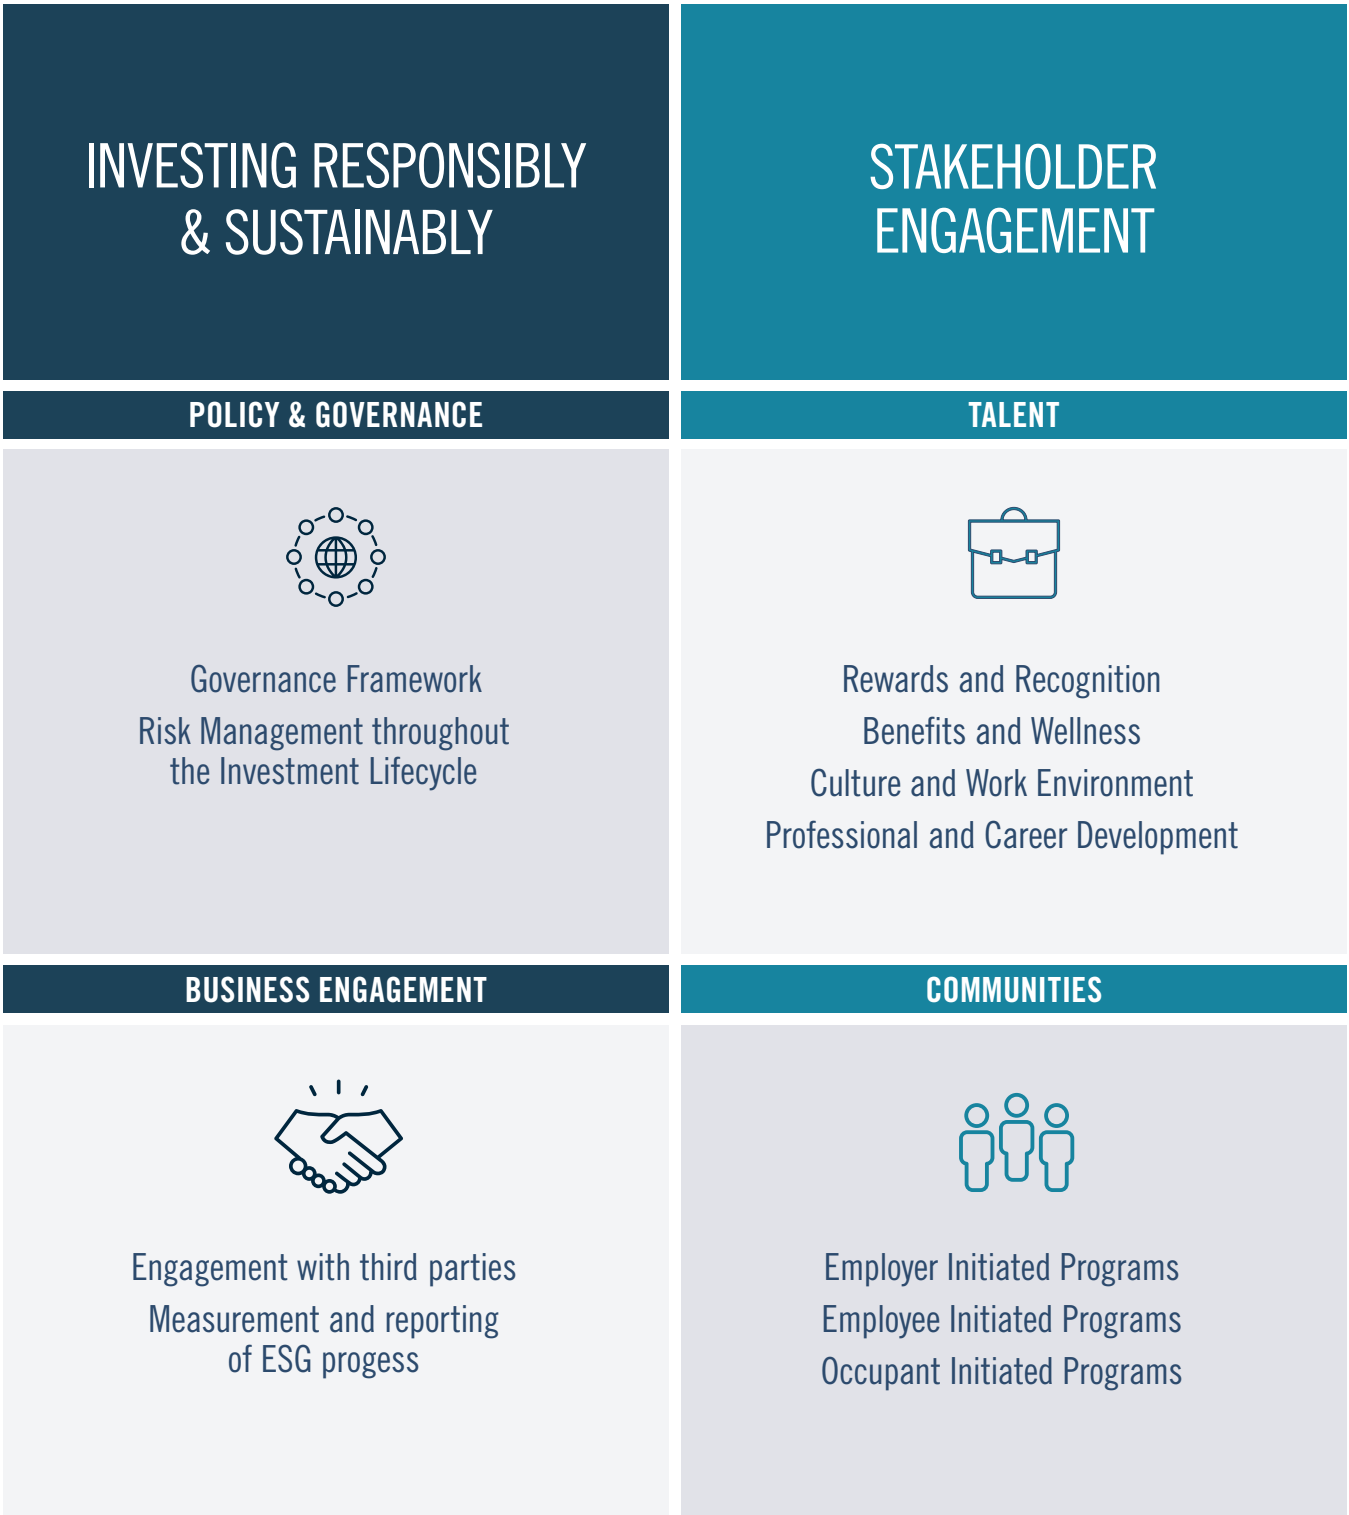 INVESTING RESPONSIBLY
& SUSTAINABLY
POLICY & GOVERNANCE
Governance Framework
Risk Management throughout
the Investment Lifecycle
BUSINESS ENGAGEMENT
Engagement with third parties
Measurement and reporting
of ESG progess
STAKEHOLDER
ENGAGEMENT
TALENT
Rewards and Recognition
Benefits and Wellness
Culture and Work Environment
Professional and Career Development
COMMUNITIES
Employer Initiated Programs
Employee Initiated Programs
Occupant Initiated Programs